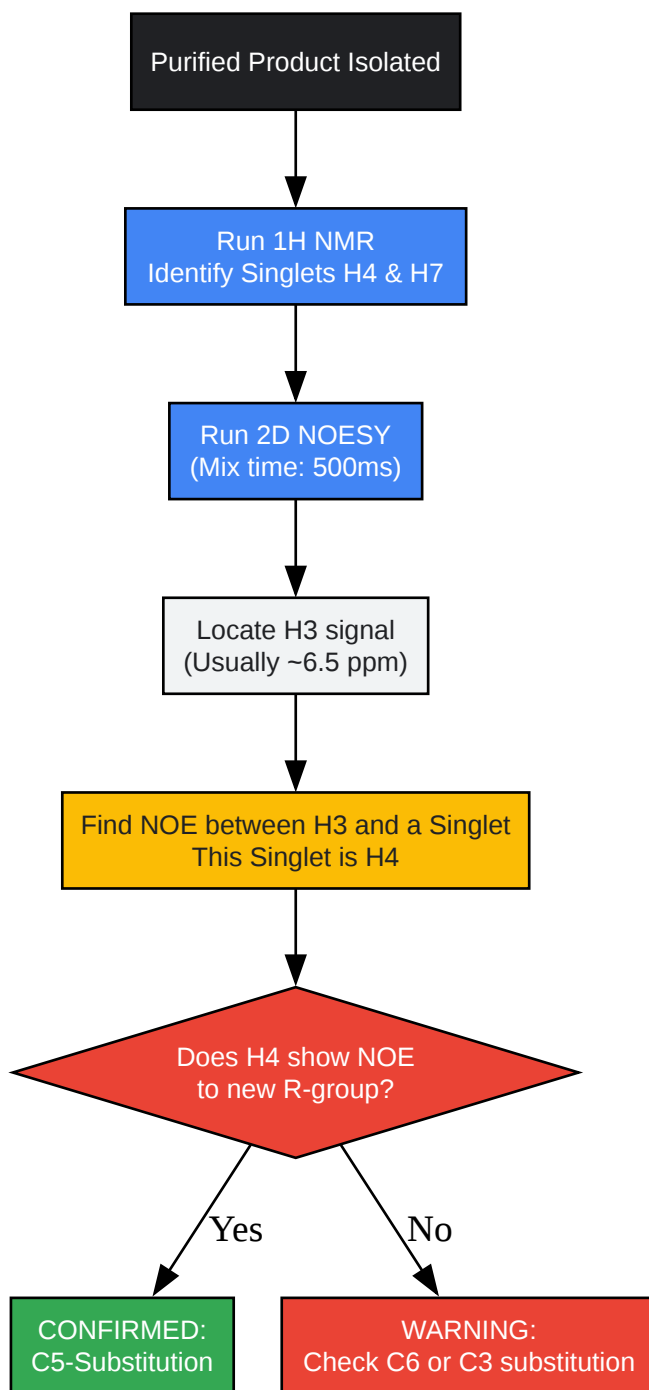 Purified Product Isolated
Run 1H NMR
Identify Singlets H4 & H7
Run 2D NOESY
(Mix time: 500ms)
Locate H3 signal
(Usually ~6.5 ppm)
Find NOE between H3 and a Singlet
This Singlet is H4
Does H4 show NOE
to new R-group?
Yes
No
CONFIRMED:
C5-Substitution
WARNING:
Check C6 or C3 substitution